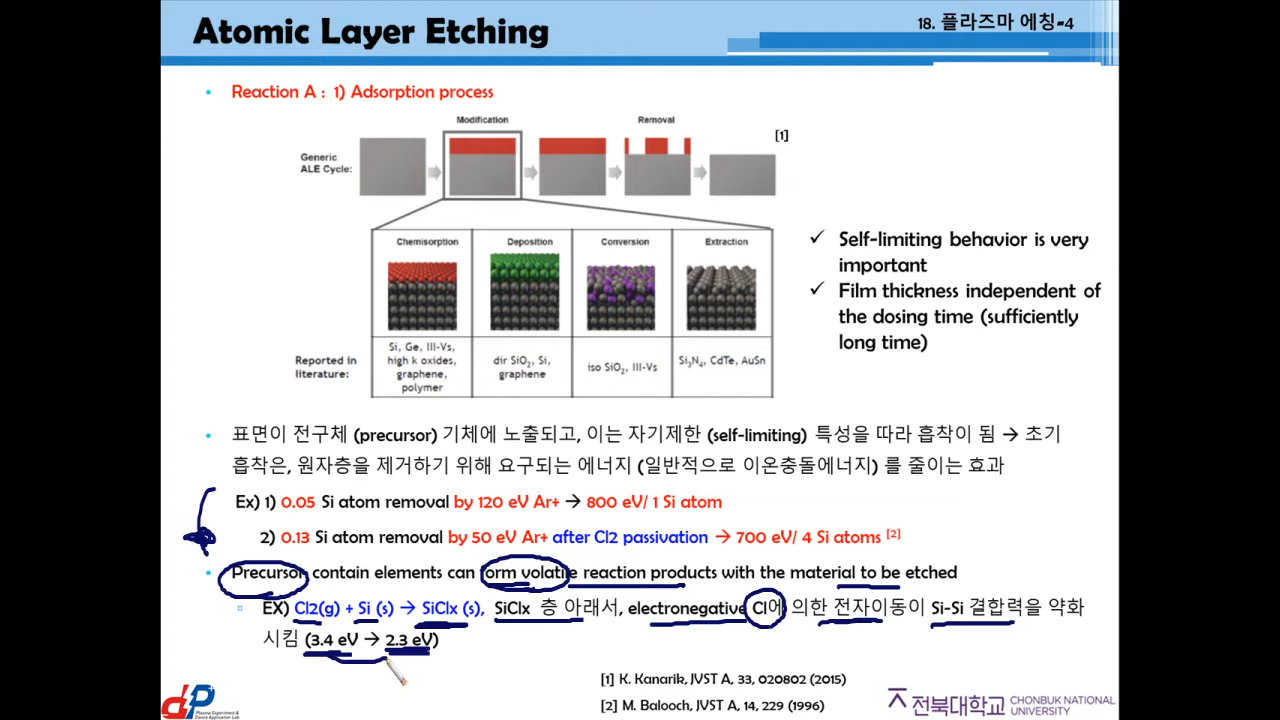 Atomic Layer Etching
18. 플라즈마 에칭-4
Reaction A : 1) Adsorption process
Modification
Removal
[1]
Generic
ALE Cycle:
Chemisorption
Deposition
Conversion
Extraction
Reported in
literature:
Si, Ge, III-Vs,
high k oxides,
graphene,
polymer
dir SiO2, Si,
graphene
iso SiO2, III-Vs
Si3N4, CdTe, AuSn
✓ Self-limiting behavior is very
important
✓ Film thickness independent of
the dosing time (sufficiently
long time)
표면이 전구체 (precursor) 기체에 노출되고, 이는 자기제한 (self-limiting) 특성을 따라 흡착이 됨 → 초기
흡착은, 원자층을 제거하기 위해 요구되는 에너지 (일반적으로 이온충돌에너지) 를 줄이는 효과
Ex) 1) 0.05 Si atom removal by 120 eV Ar+ → 800 eV/ 1 Si atom
2) 0.13 Si atom removal by 50 eV Ar+ after Cl2 passivation → 700 eV/ 4 Si atoms [2]
Precursor contain elements can form volatile reaction products with the material to be etched
EX) Cl2(g) + Si (s) → SiClx (s), SiClx 층 아래서, electronegative Cl에 의한 전자이동이 Si-Si 결합력을 약화
시킴 (3.4 eV → 2.3 eV)
[1] K. Kanarik, JVST A, 33, 020802 (2015)
[2] M. Balooch, JVST A, 14, 229 (1996)
dP
Plasma Experiment &
Device Application Lab
전북대학교 CHONBUK NATIONAL
UNIVERSITY